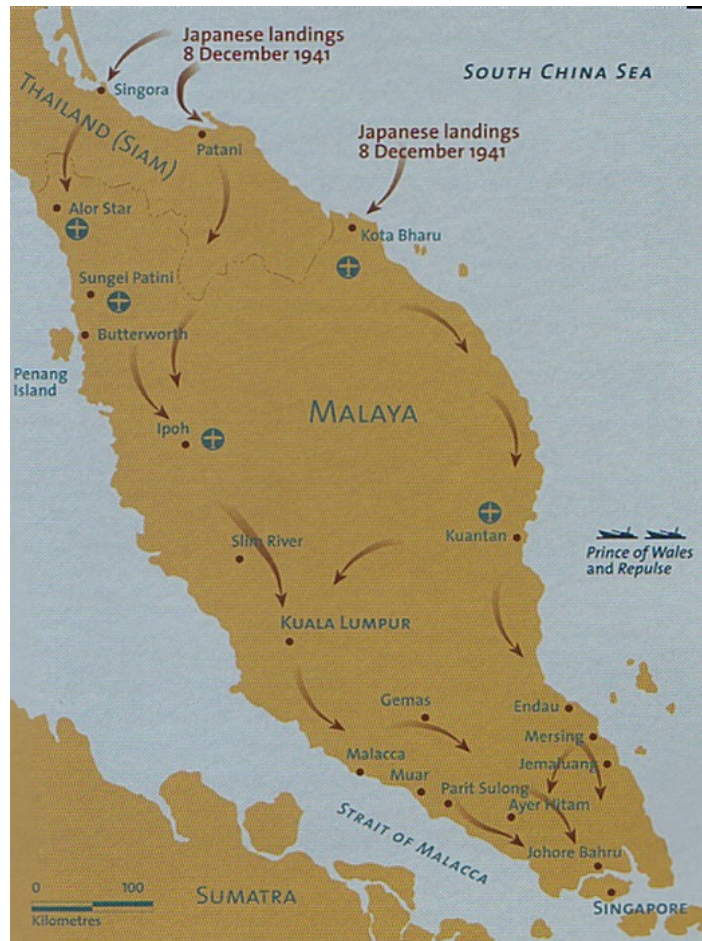 Japanese landings
8 December 1941
SOUTH CHINA SEA
Singora
THAILAND (SIAM)
Patani
Japanese landings
8 December 1941
Alor Star
Kota Bharu
Sungei Patini
Butterworth
Penang
Island
MALAYA
Ipoh
Kuantan
Slim River
Prince of Wales
and Repulse
KUALA LUMPUR
Gemas
Endau
Mersing
Malacca
Jemaluang
Muar
Parit Sulong
Ayer Hitam
STRAIT OF MALACCA
Johore Bahru
0 100
Kilometres
SUMATRA
SINGAPORE